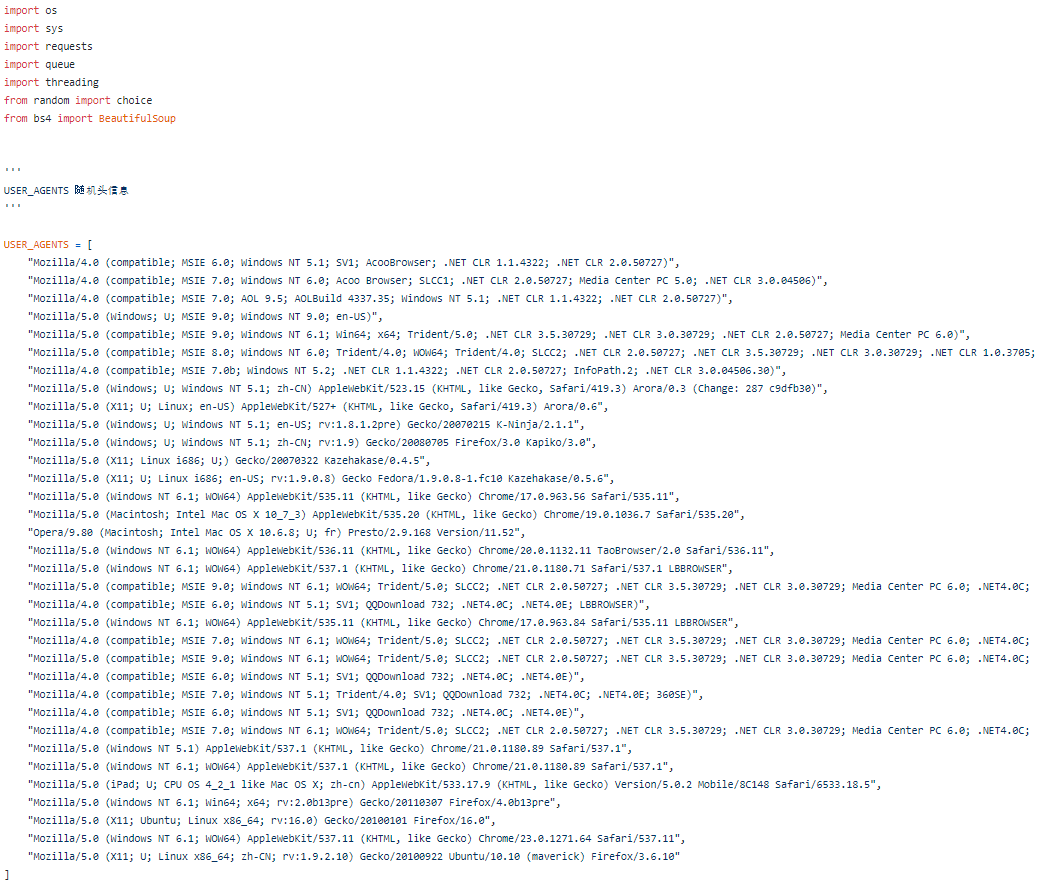 import os
import sys
import requests
import queue
import threading
from random import choice
from bs4 import BeautifulSoup
'''
USER_AGENTS 随机头信息
'''
USER_AGENTS = [
"Mozilla/4.0 (compatible; MSIE 6.0; Windows NT 5.1; SV1; AcooBrowser; .NET CLR 1.1.4322; .NET CLR 2.0.50727)",
"Mozilla/4.0 (compatible; MSIE 7.0; Windows NT 6.0; Acoo Browser; SLCC1; .NET CLR 2.0.50727; Media Center PC 5.0; .NET CLR 3.0.04506)",
"Mozilla/4.0 (compatible; MSIE 7.0; AOL 9.5; AOLBuild 4337.35; Windows NT 5.1; .NET CLR 1.1.4322; .NET CLR 2.0.50727)",
"Mozilla/5.0 (Windows; U; MSIE 9.0; Windows NT 9.0; en-US)",
"Mozilla/5.0 (compatible; MSIE 9.0; Windows NT 6.1; Win64; x64; Trident/5.0; .NET CLR 3.5.30729; .NET CLR 3.0.30729; .NET CLR 2.0.50727; Media Center PC 6.0)",
"Mozilla/5.0 (compatible; MSIE 8.0; Windows NT 6.0; Trident/4.0; WOW64; Trident/4.0; SLCC2; .NET CLR 2.0.50727; .NET CLR 3.5.30729; .NET CLR 3.0.30729; .NET CLR 1.0.3705;
"Mozilla/4.0 (compatible; MSIE 7.0b; Windows NT 5.2; .NET CLR 1.1.4322; .NET CLR 2.0.50727; InfoPath.2; .NET CLR 3.0.04506.30)",
"Mozilla/5.0 (Windows; U; Windows NT 5.1; zh-CN) AppleWebKit/523.15 (KHTML, like Gecko, Safari/419.3) Arora/0.3 (Change: 287 c9dfb30)",
"Mozilla/5.0 (X11; U; Linux; en-US) AppleWebKit/527+ (KHTML, like Gecko, Safari/419.3) Arora/0.6",
"Mozilla/5.0 (Windows; U; Windows NT 5.1; en-US; rv:1.8.1.2pre) Gecko/20070215 K-Ninja/2.1.1",
"Mozilla/5.0 (Windows; U; Windows NT 5.1; zh-CN; rv:1.9) Gecko/20080705 Firefox/3.0 Kapiko/3.0",
"Mozilla/5.0 (X11; Linux i686; U;) Gecko/20070322 Kazehakase/0.4.5",
"Mozilla/5.0 (X11; U; Linux i686; en-US; rv:1.9.0.8) Gecko Fedora/1.9.0.8-1.fc10 Kazehakase/0.5.6",
"Mozilla/5.0 (Windows NT 6.1; WOW64) AppleWebKit/535.11 (KHTML, like Gecko) Chrome/17.0.963.56 Safari/535.11",
"Mozilla/5.0 (Macintosh; Intel Mac OS X 10_7_3) AppleWebKit/535.20 (KHTML, like Gecko) Chrome/19.0.1036.7 Safari/535.20",
"Opera/9.80 (Macintosh; Intel Mac OS X 10.6.8; U; fr) Presto/2.9.168 Version/11.52",
"Mozilla/5.0 (Windows NT 6.1; WOW64) AppleWebKit/536.11 (KHTML, like Gecko) Chrome/20.0.1132.11 TaoBrowser/2.0 Safari/536.11",
"Mozilla/5.0 (Windows NT 6.1; WOW64) AppleWebKit/537.1 (KHTML, like Gecko) Chrome/21.0.1180.71 Safari/537.1 LBBROWSER",
"Mozilla/5.0 (compatible; MSIE 9.0; Windows NT 6.1; WOW64; Trident/5.0; SLCC2; .NET CLR 2.0.50727; .NET CLR 3.5.30729; .NET CLR 3.0.30729; Media Center PC 6.0; .NET4.0C;
"Mozilla/4.0 (compatible; MSIE 6.0; Windows NT 5.1; SV1; QQDownload 732; .NET4.0C; .NET4.0E; LBBROWSER)",
"Mozilla/5.0 (Windows NT 6.1; WOW64) AppleWebKit/535.11 (KHTML, like Gecko) Chrome/17.0.963.84 Safari/535.11 LBBROWSER",
"Mozilla/4.0 (compatible; MSIE 7.0; Windows NT 6.1; WOW64; Trident/5.0; SLCC2; .NET CLR 2.0.50727; .NET CLR 3.5.30729; .NET CLR 3.0.30729; Media Center PC 6.0; .NET4.0C;
"Mozilla/5.0 (compatible; MSIE 9.0; Windows NT 6.1; WOW64; Trident/5.0; SLCC2; .NET CLR 2.0.50727; .NET CLR 3.5.30729; .NET CLR 3.0.30729; Media Center PC 6.0; .NET4.0C;
"Mozilla/4.0 (compatible; MSIE 6.0; Windows NT 5.1; SV1; QQDownload 732; .NET4.0C; .NET4.0E)",
"Mozilla/4.0 (compatible; MSIE 7.0; Windows NT 5.1; Trident/4.0; SV1; QQDownload 732; .NET4.0C; .NET4.0E; 360SE)",
"Mozilla/4.0 (compatible; MSIE 6.0; Windows NT 5.1; SV1; QQDownload 732; .NET4.0C; .NET4.0E)",
"Mozilla/4.0 (compatible; MSIE 7.0; Windows NT 6.1; WOW64; Trident/5.0; SLCC2; .NET CLR 2.0.50727; .NET CLR 3.5.30729; .NET CLR 3.0.30729; Media Center PC 6.0; .NET4.0C;
"Mozilla/5.0 (Windows NT 5.1) AppleWebKit/537.1 (KHTML, like Gecko) Chrome/21.0.1180.89 Safari/537.1",
"Mozilla/5.0 (Windows NT 6.1; WOW64) AppleWebKit/537.1 (KHTML, like Gecko) Chrome/21.0.1180.89 Safari/537.1",
"Mozilla/5.0 (iPad; U; CPU OS 4_2_1 like Mac OS X; zh-cn) AppleWebKit/533.17.9 (KHTML, like Gecko) Version/5.0.2 Mobile/8C148 Safari/6533.18.5",
"Mozilla/5.0 (Windows NT 6.1; Win64; x64; rv:2.0b13pre) Gecko/20110307 Firefox/4.0b13pre",
"Mozilla/5.0 (X11; Ubuntu; Linux x86_64; rv:16.0) Gecko/20100101 Firefox/16.0",
"Mozilla/5.0 (Windows NT 6.1; WOW64) AppleWebKit/537.11 (KHTML, like Gecko) Chrome/23.0.1271.64 Safari/537.11",
"Mozilla/5.0 (X11; U; Linux x86_64; zh-CN; rv:1.9.2.10) Gecko/20100922 Ubuntu/10.10 (maverick) Firefox/3.6.10"
]